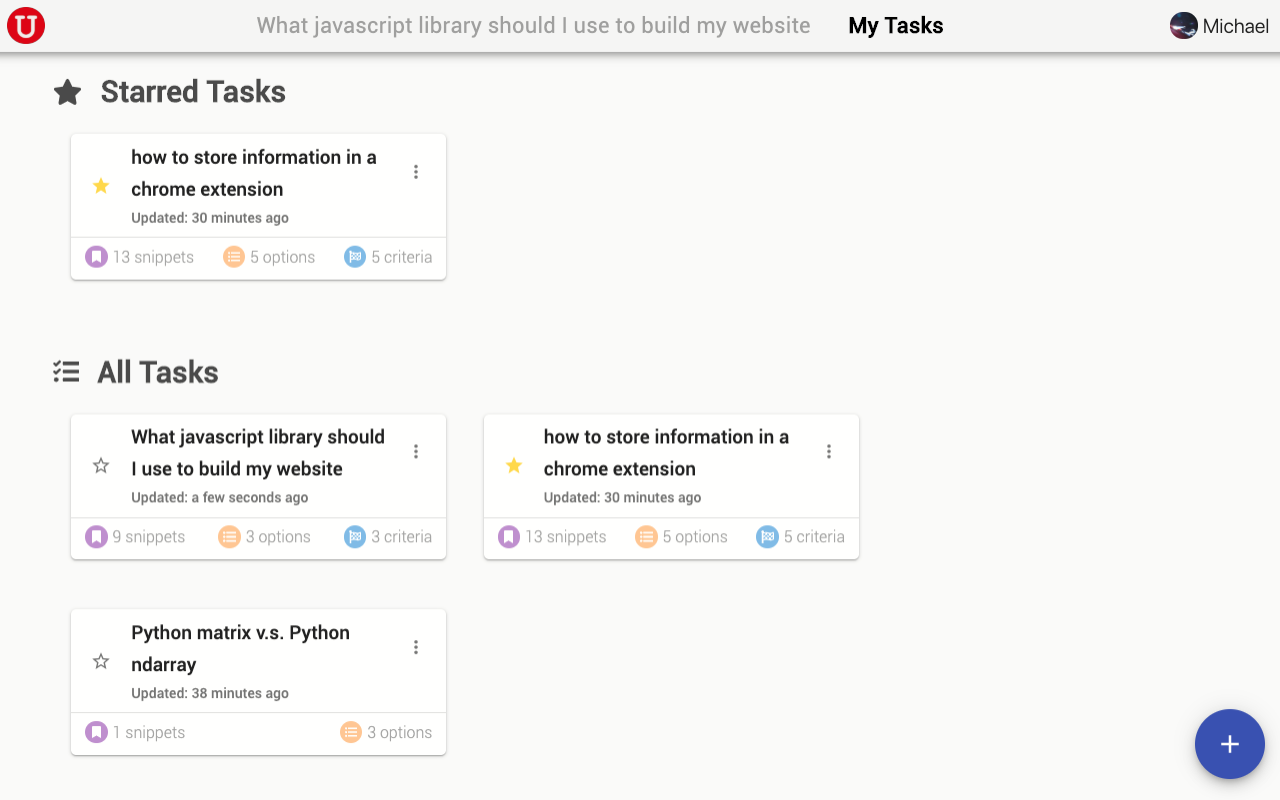 U
What javascript library should I use to build my website
My Tasks
Michael
Starred Tasks
how to store information in a
chrome extension
Updated: 30 minutes ago
13 snippets
5 options
5 criteria
All Tasks
What javascript library should
I use to build my website
Updated: a few seconds ago
9 snippets
3 options
3 criteria
how to store information in a
chrome extension
Updated: 30 minutes ago
13 snippets
5 options
5 criteria
Python matrix v.s. Python
ndarray
Updated: 38 minutes ago
1 snippets
3 options